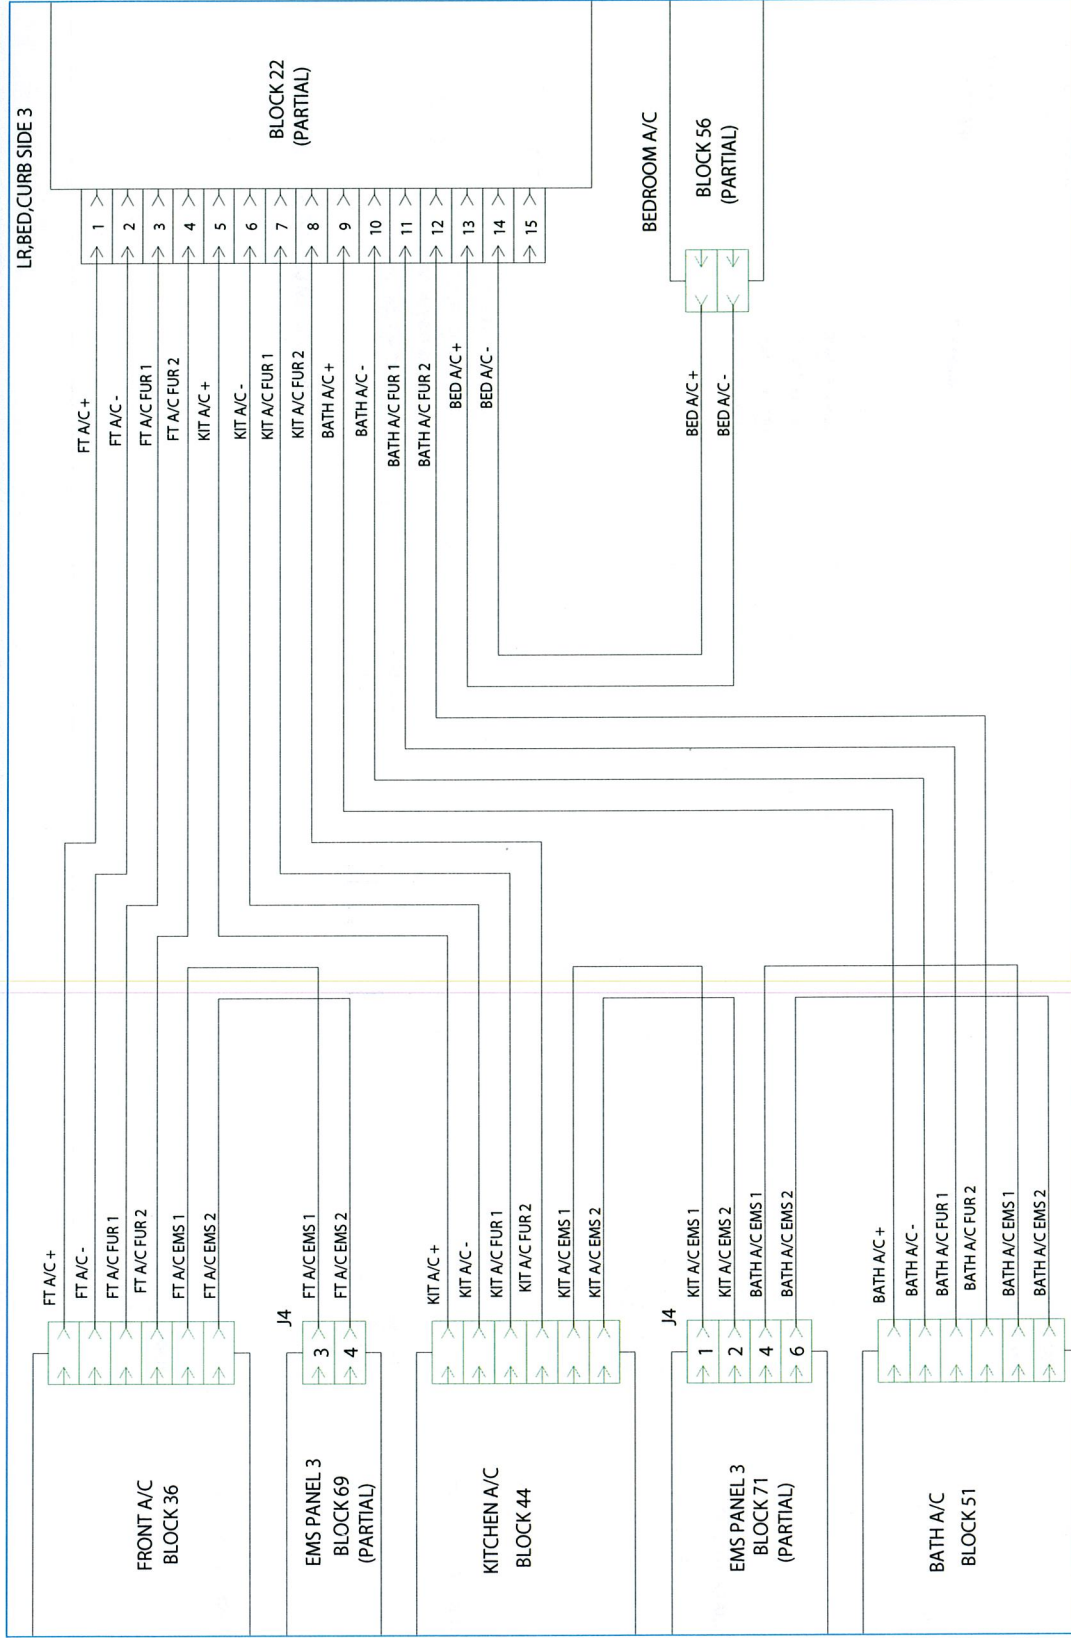 LR,BED,CURB SIDE 3
BLOCK 22
(PARTIAL)
1
2
3
4
5
6
7
8
9
10
11
12
13
14
15
FT A/C +
FT A/C -
FT A/C FUR 1
FT A/C FUR 2
KIT A/C +
KIT A/C -
KIT A/C FUR 1
KIT A/C FUR 2
BATH A/C +
BATH A/C -
BATH A/C FUR 1
BATH A/C FUR 2
BED A/C +
BED A/C -
BEDROOM A/C
BLOCK 56
(PARTIAL)
BED A/C +
BED A/C -
FT A/C +
FT A/C -
FT A/C FUR 1
FT A/C FUR 2
FT A/C EMS 1
FT A/C EMS 2
FRONT A/C
BLOCK 36
J4
FT A/C EMS 1
FT A/C EMS 2
3
4
EMS PANEL 3
BLOCK 69
(PARTIAL)
KIT A/C +
KIT A/C -
KIT A/C FUR 1
KIT A/C FUR 2
KIT A/C EMS 1
KIT A/C EMS 2
KITCHEN A/C
BLOCK 44
J4
KIT A/C EMS 1
KIT A/C EMS 2
BATH A/C EMS 1
BATH A/C EMS 2
1
2
4
6
EMS PANEL 3
BLOCK 71
(PARTIAL)
BATH A/C +
BATH A/C -
BATH A/C FUR 1
BATH A/C FUR 2
BATH A/C EMS 1
BATH A/C EMS 2
BATH A/C
BLOCK 51